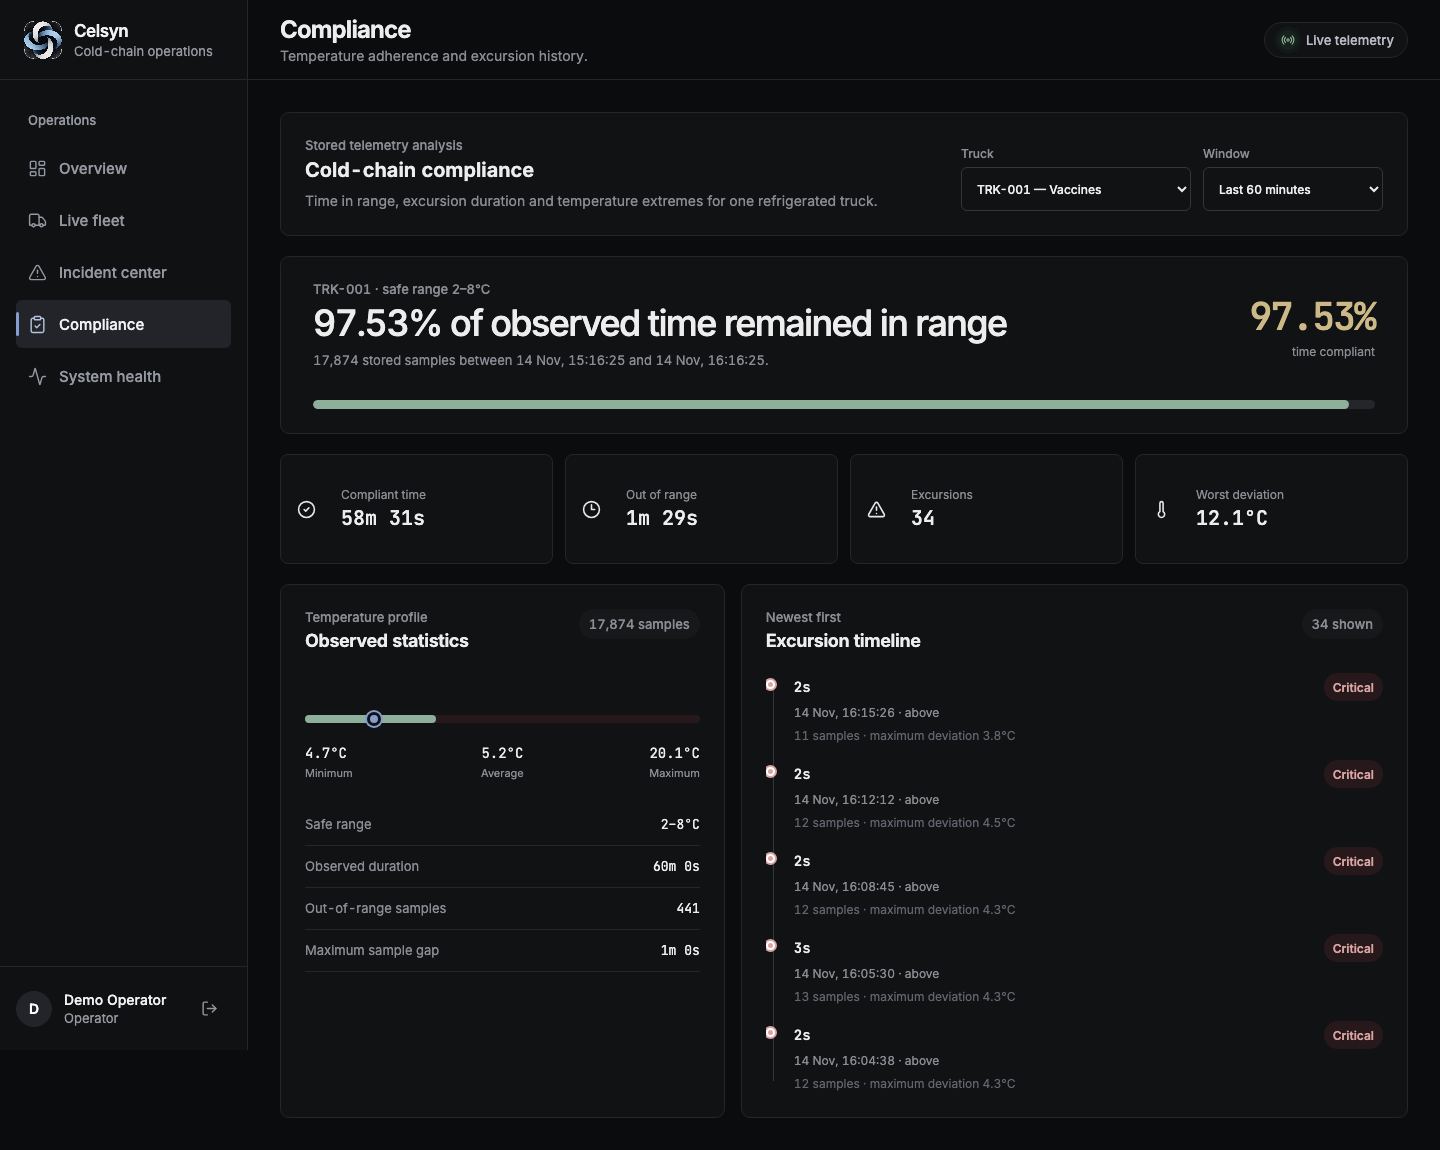 Celsyn
Cold-chain operations
Operations
Overview
Live fleet
Incident center
Compliance
System health
D
Demo Operator
Operator
Compliance
Temperature adherence and excursion history.
Live telemetry
Stored telemetry analysis
Cold-chain compliance
Time in range, excursion duration and temperature extremes for one refrigerated truck.
Truck
TRK-001 — Vaccines
Window
Last 60 minutes
TRK-001 · safe range 2–8°C
97.53% of observed time remained in range
17,874 stored samples between 14 Nov, 15:16:25 and 14 Nov, 16:16:25.
97.53%
time compliant
Compliant time
58m 31s
Out of range
1m 29s
Excursions
34
Worst deviation
12.1°C
Temperature profile
Observed statistics
17,874 samples
4.7°C
Minimum
5.2°C
Average
20.1°C
Maximum
Safe range 2–8°C
Observed duration 60m 0s
Out-of-range samples 441
Maximum sample gap 1m 0s
Newest first
Excursion timeline
34 shown
2s Critical
14 Nov, 16:15:26 · above
11 samples · maximum deviation 3.8°C
2s Critical
14 Nov, 16:12:12 · above
12 samples · maximum deviation 4.5°C
2s Critical
14 Nov, 16:08:45 · above
12 samples · maximum deviation 4.3°C
3s Critical
14 Nov, 16:05:30 · above
13 samples · maximum deviation 4.3°C
2s Critical
14 Nov, 16:04:38 · above
12 samples · maximum deviation 4.3°C